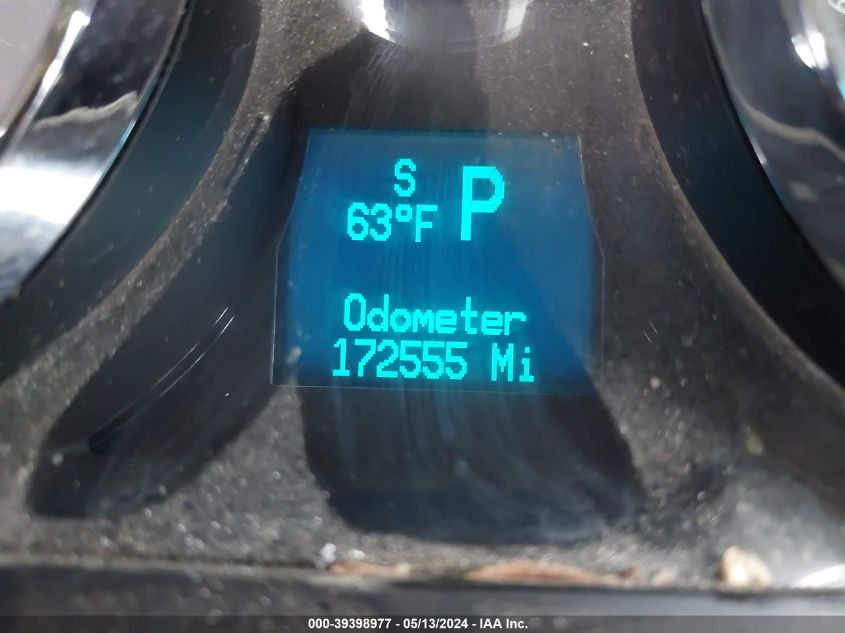 S
63°F P
Odometer
172555 Mi
000-39398977 - 05/13/2024 - IAA Inc.